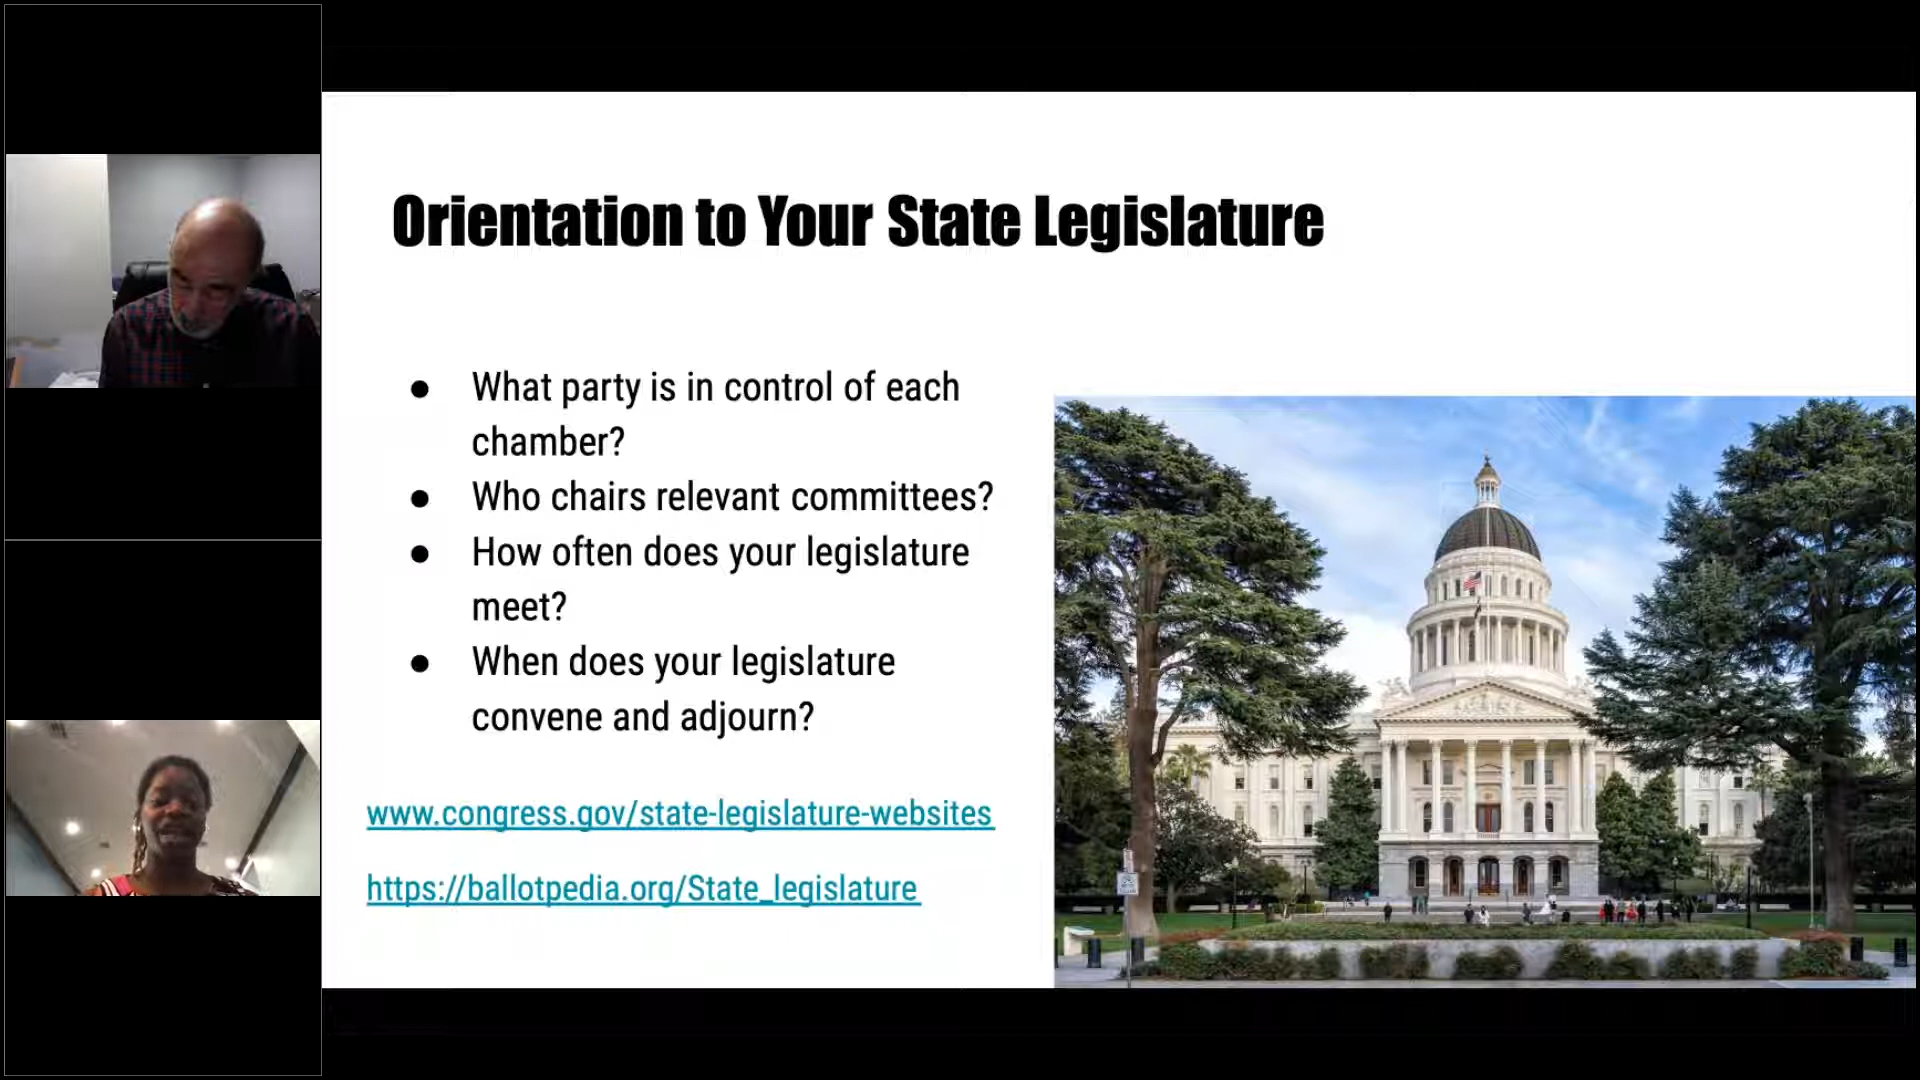 Orientation to Your State Legislature
● What party is in control of each
chamber?
● Who chairs relevant committees?
● How often does your legislature
meet?
● When does your legislature
convene and adjourn?
www.congress.gov/state-legislature-websites
https://ballotpedia.org/State_legislature